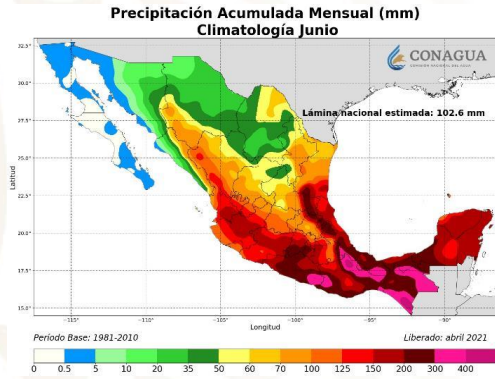 Precipitación Acumulada Mensual (mm)
Climatología Junio
CONAGUA
Lámina nacional estimada: 102.6 mm
32.5°
30.0°
27.5°
25.0°
22.5°
20.0°
17.5°
15.0°
Latitud
−115° −110° −105° −100° −95° −90°
Longitud
Periodo Base: 1981-2010 Liberado: abril 2021
0 0.5 5 10 20 35 50 60 70 100 125 150 200 300 400